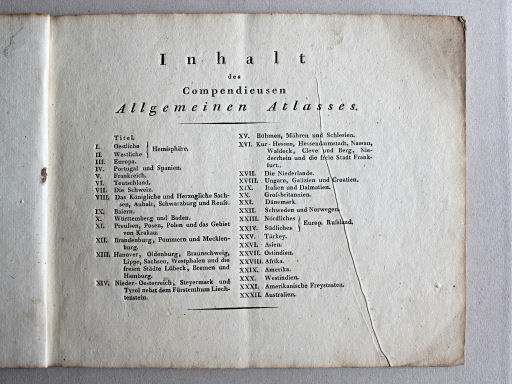 Inhalt
des
Compendieusen
Allgemeinen Atlasses.
Titel.
I. Oestliche
II. Westliche
Hemisphäre.
III. Europa.
IV. Portugal und Spanien.
V. Frankreich.
VI. Teutschland.
VII. Die Schweiz.
VIII. Das Königliche und Herzogliche Sach-
sen, Anhalt, Schwarzburg und Reuſs.
IX. Baiern.
X. Württemberg und Baden.
XI. Preuſsen, Posen, Polen und das Gebiet
von Krakau.
XII. Brandenburg, Pommern und Mecklen-
burg.
XIII. Hanover, Oldenburg, Braunschweig,
Lippe, Sachsen, Westphalen und die
freien Städte Lübeck, Bremen und
Hamburg.
XIV. Nieder-Oesterreich, Steyermark und
Tyrol nebst dem Fürstenthum Liech-
tenstein.
XV. Böhmen, Mähren und Schlesien.
XVI. Kur-Hessen, Hessendarmstadt, Nassau,
Waldeck, Cleve und Berg, Nie-
derrhein und die freie Stadt Frank-
furt.
XVII. Die Niederlande.
XVIII. Ungarn, Galizien und Croatien.
XIX. Italien und Dalmatien.
XX. Groſsbritanien.
XXI. Dänemark.
XXII. Schweden und Norwegen.
XXIII. Nördliches
XXIV. Südliches
Europ. Ruſsland.
XXV. Türkey.
XXVI. Asien.
XXVII. Ostindien.
XXVIII. Afrika.
XXIX. Amerika.
XXX. Westindien.
XXXI. Amerikanische Freystaaten.
XXXII. Australien.